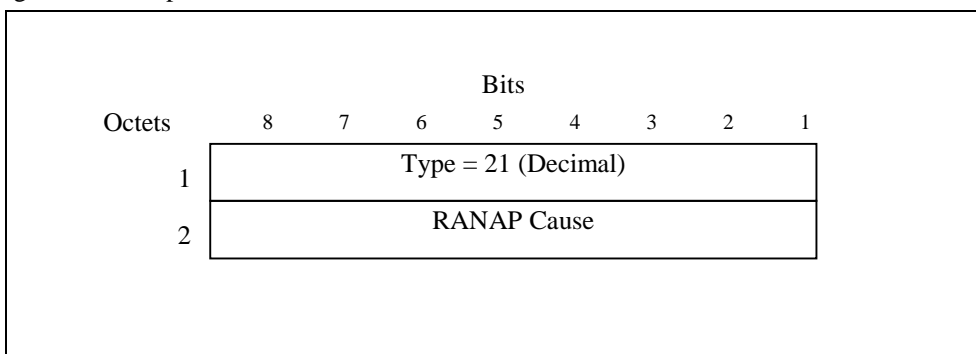 Bits
Octets 8 7 6 5 4 3 2 1
1 Type = 21 (Decimal)
2 RANAP Cause